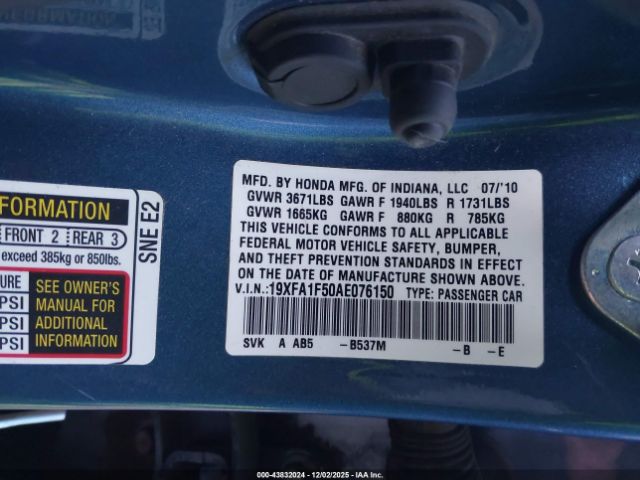 MFD. BY HONDA MFG. OF INDIANA, LLC 07/'10
GVWR 3671LBS GAWR F 1940LBS R 1731LBS
GVWR 1665KG GAWR F 880KG R 785KG
THIS VEHICLE CONFORMS TO ALL APPLICABLE
FEDERAL MOTOR VEHICLE SAFETY, BUMPER,
AND THEFT PREVENTION STANDARDS IN EFFECT
ON THE DATE OF MANUFACTURE SHOWN ABOVE.
V.I.N.:19XFA1F50AE076150 TYPE: PASSENGER CAR
SVK A AB5 -B537M -B -E
FORMATION
FRONT 2 REAR 3
exceed 385kg or 850lbs.
SNE E2
URE
PSI
PSI
PSI
SEE OWNER'S
MANUAL FOR
ADDITIONAL
INFORMATION
000-43832024 - 12/02/2025 - IAA Inc.